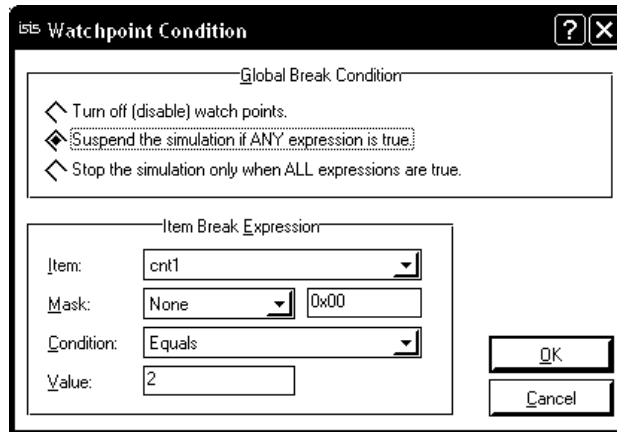 isis Watchpoint Condition
Global Break Condition
Turn off (disable) watch points.
Suspend the simulation if ANY expression is true.
Stop the simulation only when ALL expressions are true.
Item Break Expression
Item: cnt1
Mask: None 0x00
Condition: Equals
Value: 2
OK
Cancel